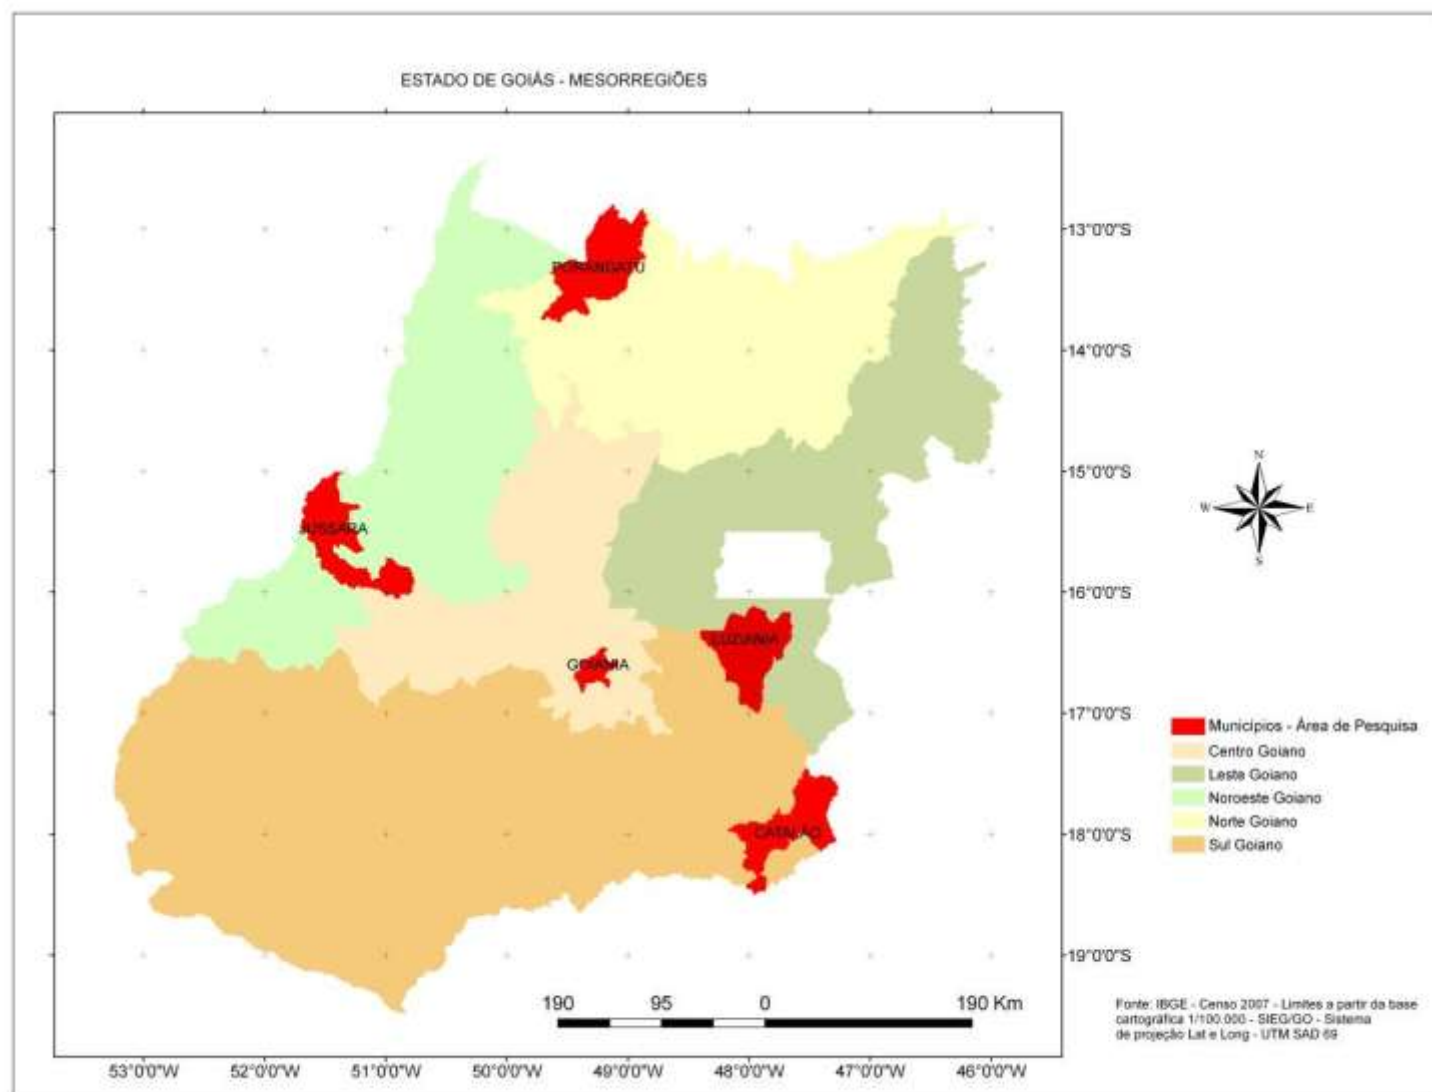 ESTADO DE GOIÁS - MESORREGIÕES
13°0'0"S
PORANGATU
14°0'0"S
N
15°0'0"S
W
E
JUSSARA
S
16°0'0"S
LUZIANIA
GOIANIA
17°0'0"S
Municípios - Área de Pesquisa
Centro Goiano
Leste Goiano
Noroeste Goiano
Norte Goiano
Sul Goiano
CATALÃO
18°0'0"S
19°0'0"S
190 95 0 190 Km
Fonte: IBGE - Censo 2007 - Limites a partir da base
cartográfica 1/100.000 - SIEG/GO - Sistema
de projeção Lat e Long - UTM SAD 69
53°0'0"W 52°0'0"W 51°0'0"W 50°0'0"W 49°0'0"W 48°0'0"W 47°0'0"W 46°0'0"W